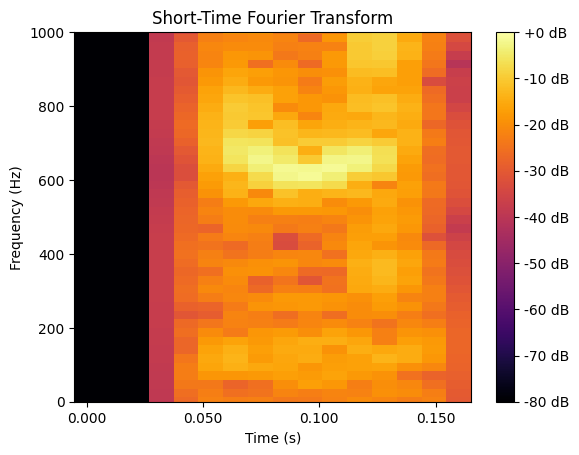 Short-Time Fourier Transform
1000
800
600
400
200
0
Frequency (Hz)
0.000
0.050
0.100
0.150
Time (s)
+0 dB
-10 dB
-20 dB
-30 dB
-40 dB
-50 dB
-60 dB
-70 dB
-80 dB